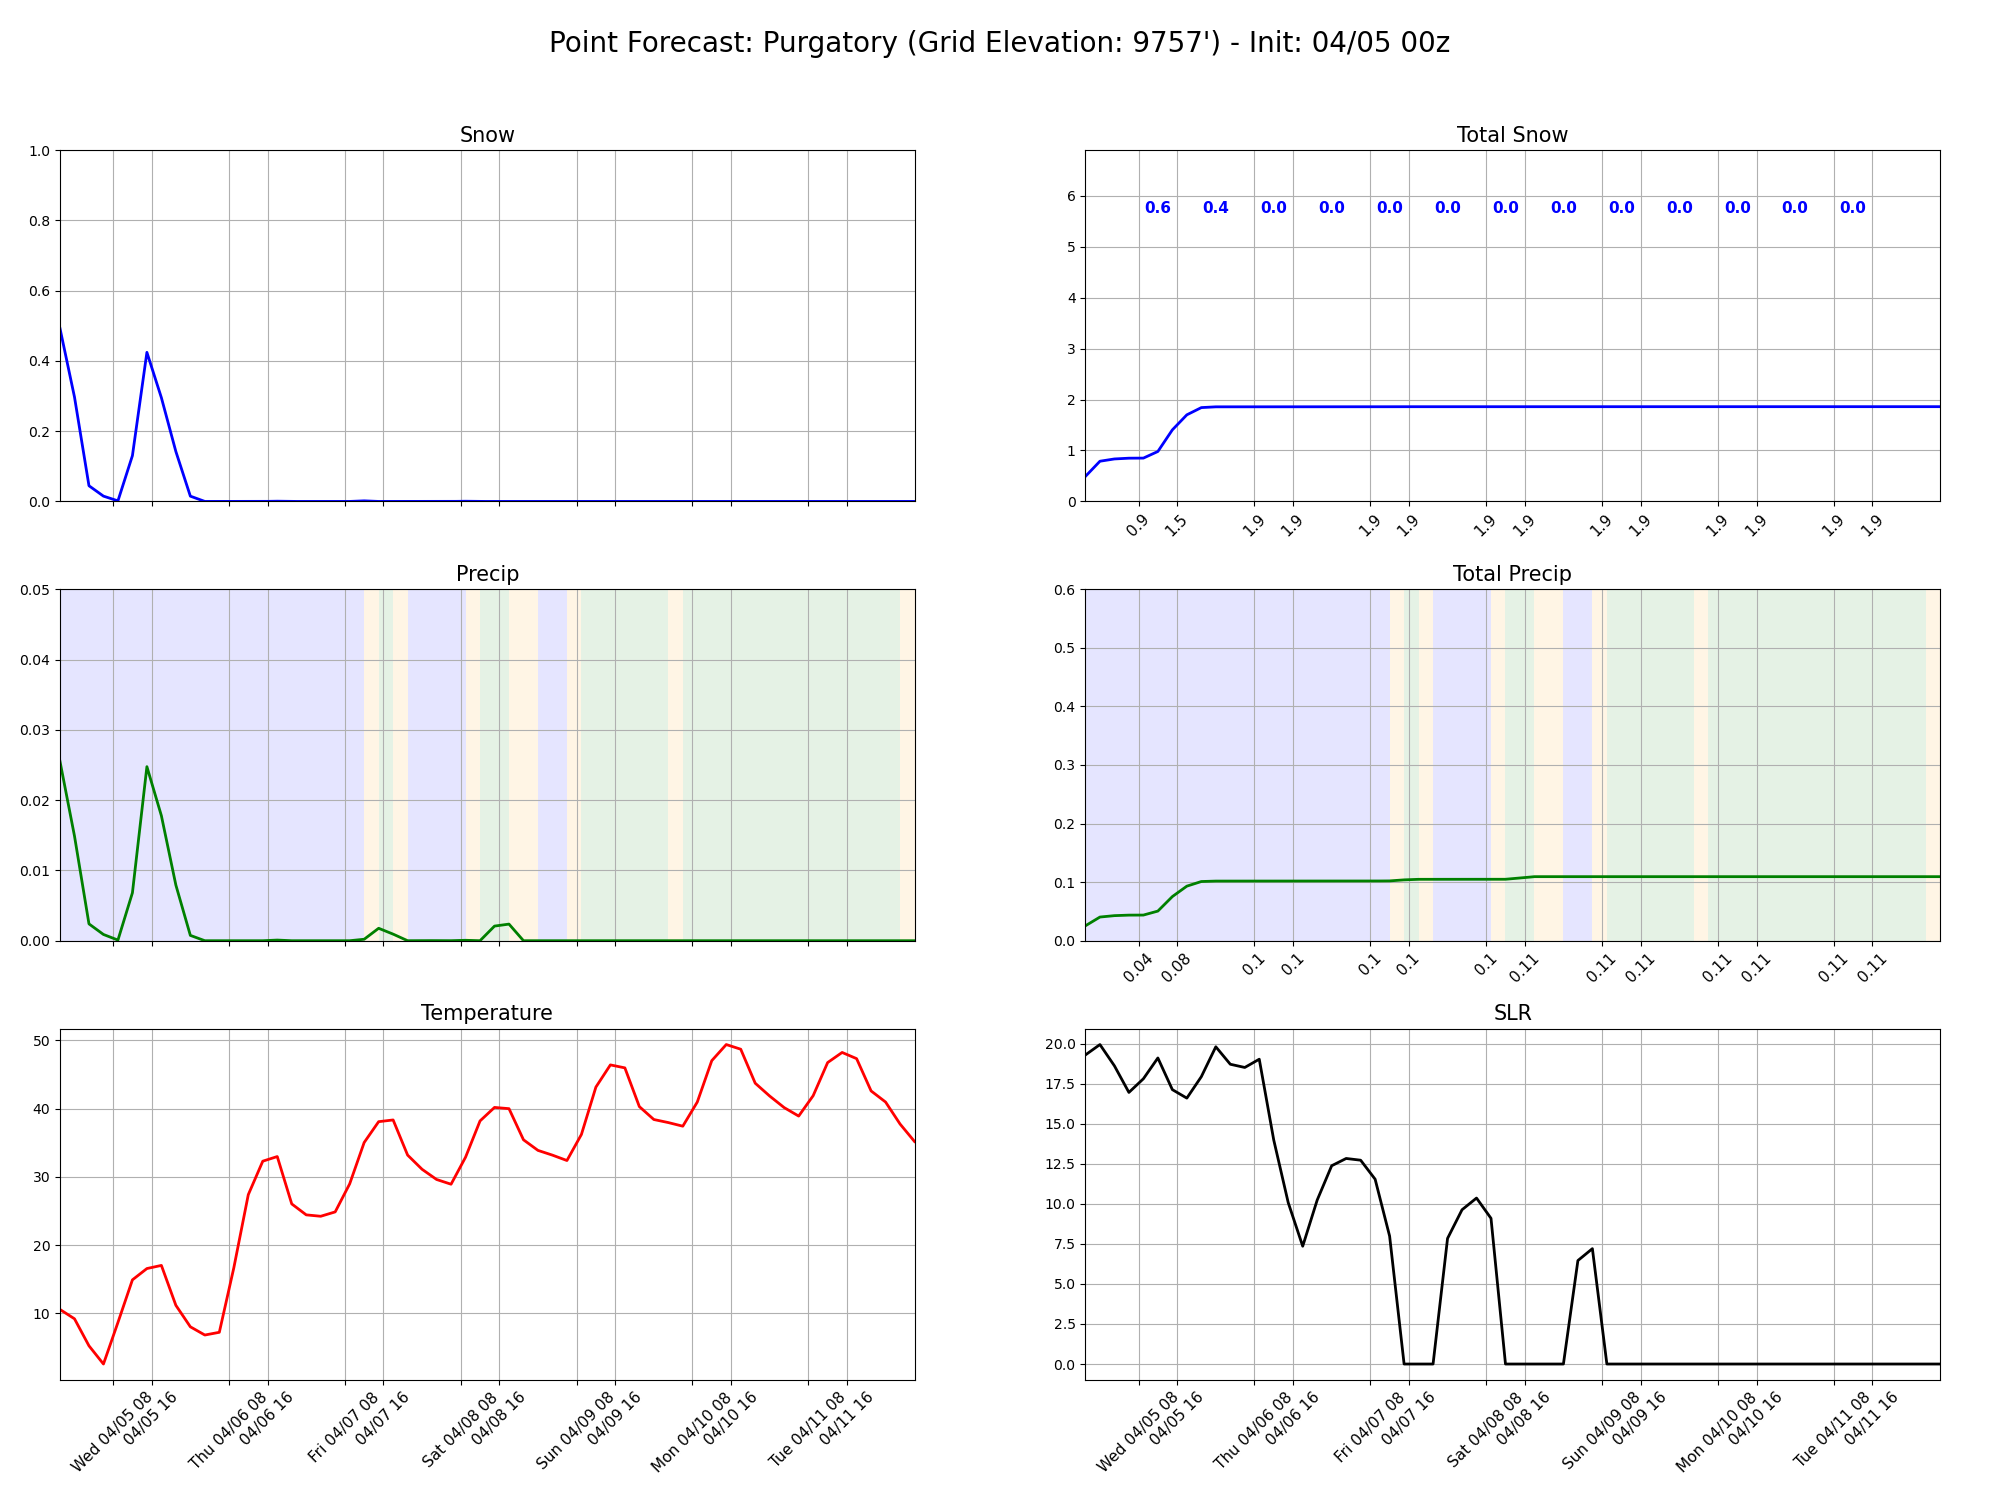 Point Forecast: Purgatory (Grid Elevation: 9757') - Init: 04/05 00z
Snow
1.0
0.8
0.6
0.4
0.2
0.0
Total Snow
6
5
4
3
2
1
0
0.6 0.4 0.0 0.0 0.0 0.0 0.0 0.0 0.0 0.0 0.0 0.0 0.0
0.9 1.5 1.9 1.9 1.9 1.9 1.9 1.9 1.9 1.9 1.9 1.9 1.9 1.9
Precip
0.05
0.04
0.03
0.02
0.01
0.00
Total Precip
0.6
0.5
0.4
0.3
0.2
0.1
0.0
0.04 0.08 0.1 0.1 0.1 0.1 0.1 0.11 0.11 0.11 0.11 0.11 0.11 0.11
Temperature
50
40
30
20
10
Wed 04/05 08
04/05 16
Thu 04/06 08
04/06 16
Fri 04/07 08
04/07 16
Sat 04/08 08
04/08 16
Sun 04/09 08
04/09 16
Mon 04/10 08
04/10 16
Tue 04/11 08
04/11 16
SLR
20.0
17.5
15.0
12.5
10.0
7.5
5.0
2.5
0.0
Wed 04/05 08
04/05 16
Thu 04/06 08
04/06 16
Fri 04/07 08
04/07 16
Sat 04/08 08
04/08 16
Sun 04/09 08
04/09 16
Mon 04/10 08
04/10 16
Tue 04/11 08
04/11 16